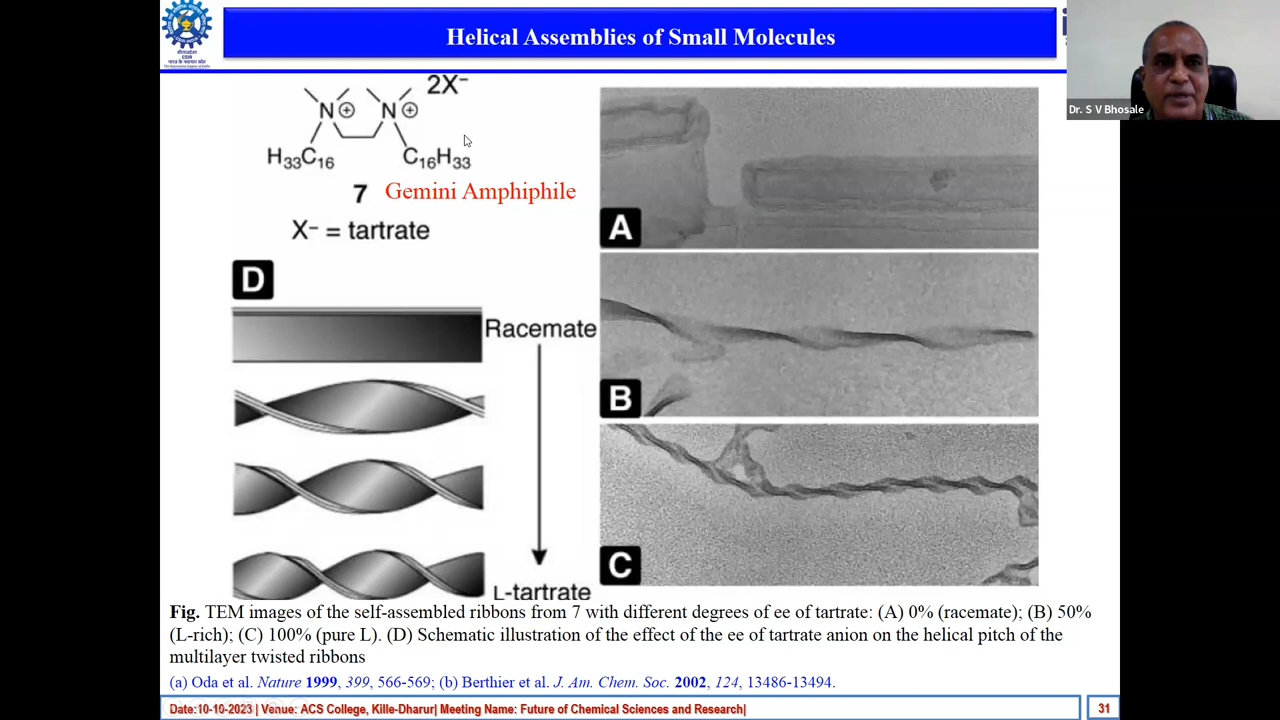 Helical Assemblies of Small Molecules
Dr. S V Bhosale
CSIR
2X⁻
N⊕ N⊕
H₃₃C₁₆ C₁₆H₃₃
7 Gemini Amphiphile
X⁻ = tartrate
A
D
Racemate
B
C
L-tartrate
Fig. TEM images of the self-assembled ribbons from 7 with different degrees of ee of tartrate: (A) 0% (racemate); (B) 50%
(L-rich); (C) 100% (pure L). (D) Schematic illustration of the effect of the ee of tartrate anion on the helical pitch of the
multilayer twisted ribbons
(a) Oda et al. Nature 1999, 399, 566-569; (b) Berthier et al. J. Am. Chem. Soc. 2002, 124, 13486-13494.
Date:10-10-2023| Venue: ACS College, Kille-Dharur| Meeting Name: Future of Chemical Sciences and Research|
31